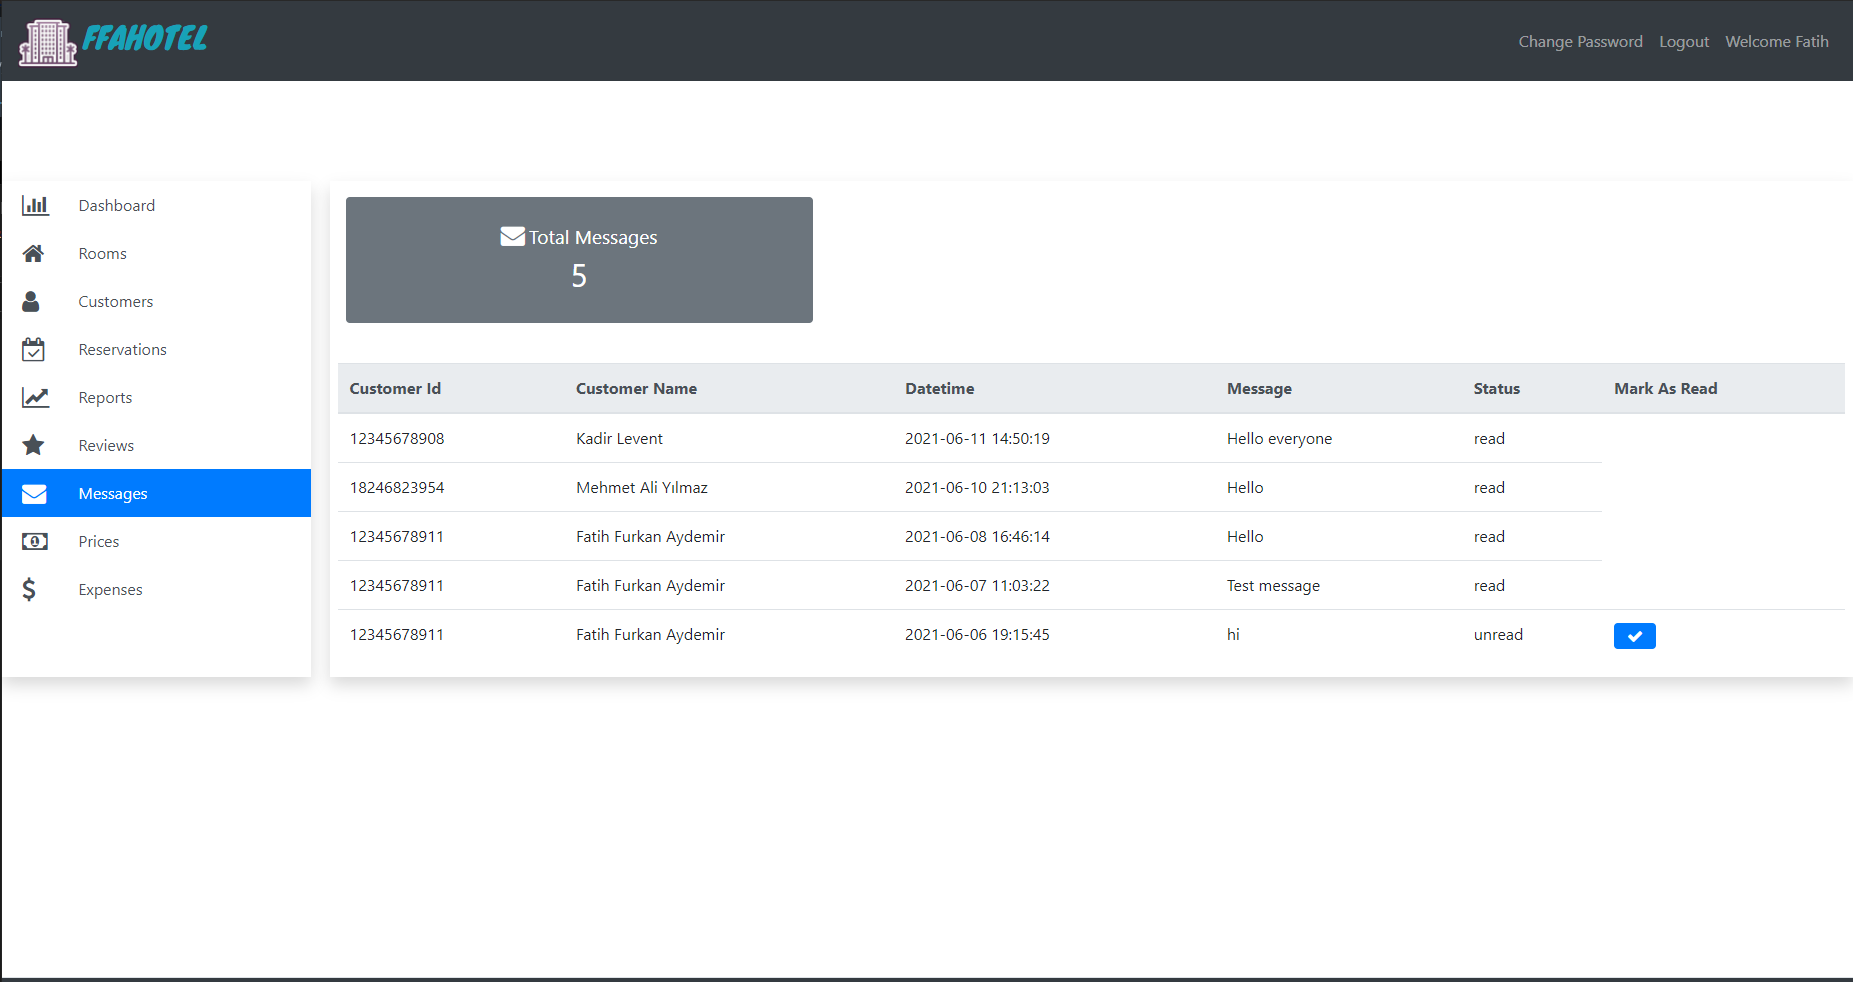 FFAHOTEL
Change Password Logout Welcome Fatih
Dashboard
Rooms
Customers
Reservations
Reports
Reviews
Messages
Prices
Expenses
Total Messages
5
Customer Id Customer Name Datetime Message Status Mark As Read
12345678908 Kadir Levent 2021-06-11 14:50:19 Hello everyone read
18246823954 Mehmet Ali Yılmaz 2021-06-10 21:13:03 Hello read
12345678911 Fatih Furkan Aydemir 2021-06-08 16:46:14 Hello read
12345678911 Fatih Furkan Aydemir 2021-06-07 11:03:22 Test message read
12345678911 Fatih Furkan Aydemir 2021-06-06 19:15:45 hi unread